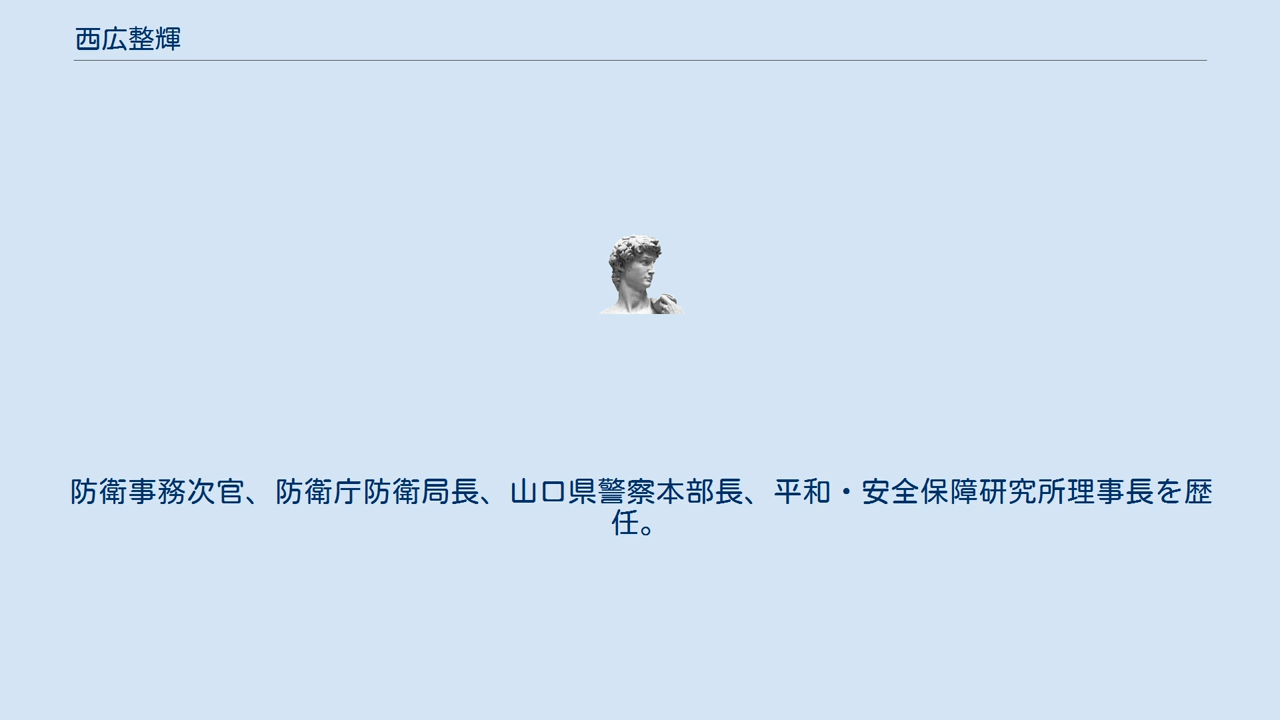 西広整輝
防衛事務次官、防衛庁防衛局長、山口県警察本部長、平和・安全保障研究所理事長を歴
任。